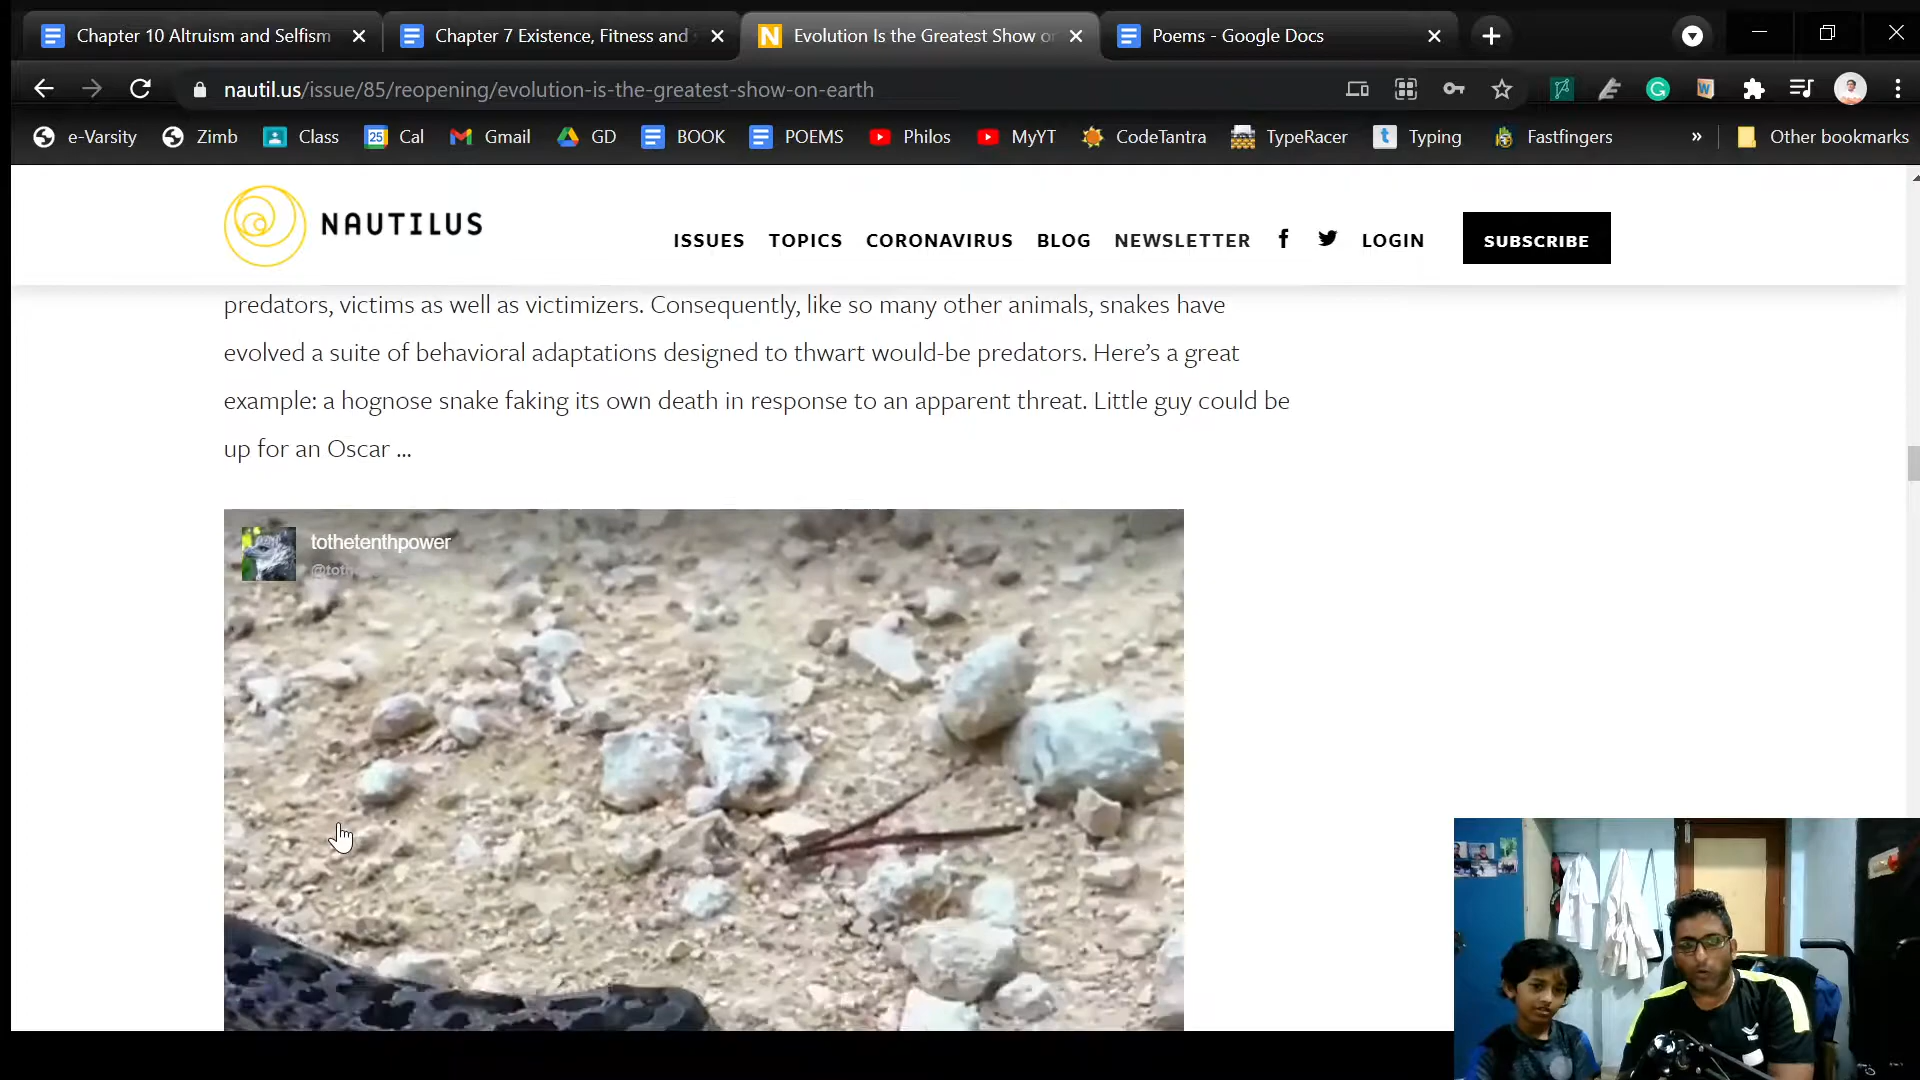 Chapter 10 Altruism and Selfism
Chapter 7 Existence, Fitness and
Evolution Is the Greatest Show on
Poems - Google Docs
nautil.us/issue/85/reopening/evolution-is-the-greatest-show-on-earth
e-Varsity Zimb Class 25 Cal Gmail GD BOOK POEMS Philos MyYT CodeTantra TypeRacer t Typing Fastfingers » Other bookmarks
NAUTILUS
ISSUES TOPICS CORONAVIRUS BLOG NEWSLETTER LOGIN SUBSCRIBE
predators, victims as well as victimizers. Consequently, like so many other animals, snakes have
evolved a suite of behavioral adaptations designed to thwart would-be predators. Here’s a great
example: a hognose snake faking its own death in response to an apparent threat. Little guy could be
up for an Oscar ...
tothetenthpower